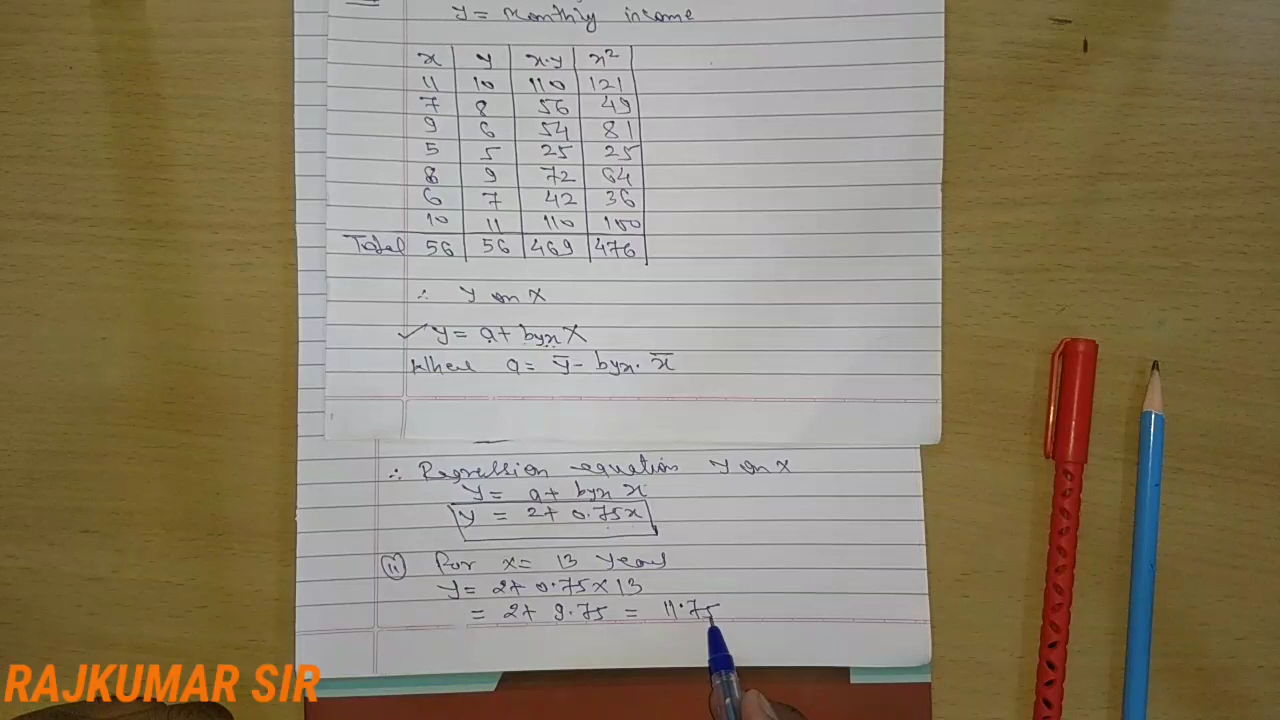 y = Monthly income
x y x.y x²
11 10 110 121
7 8 56 49
9 6 54 81
5 5 25 25
8 9 72 64
6 7 42 36
10 11 110 100
Total 56 56 469 476
∴ y on x
✓ y = a + byx X
Where a = ȳ - byx. x̄
∴ Regression equation y on x
y = a + byx x
y = 2 + 0.75x
(ii) For x = 13 years
y = 2 + 0.75 x 13
= 2 + 9.75 = 11.75
RAJKUMAR SIR